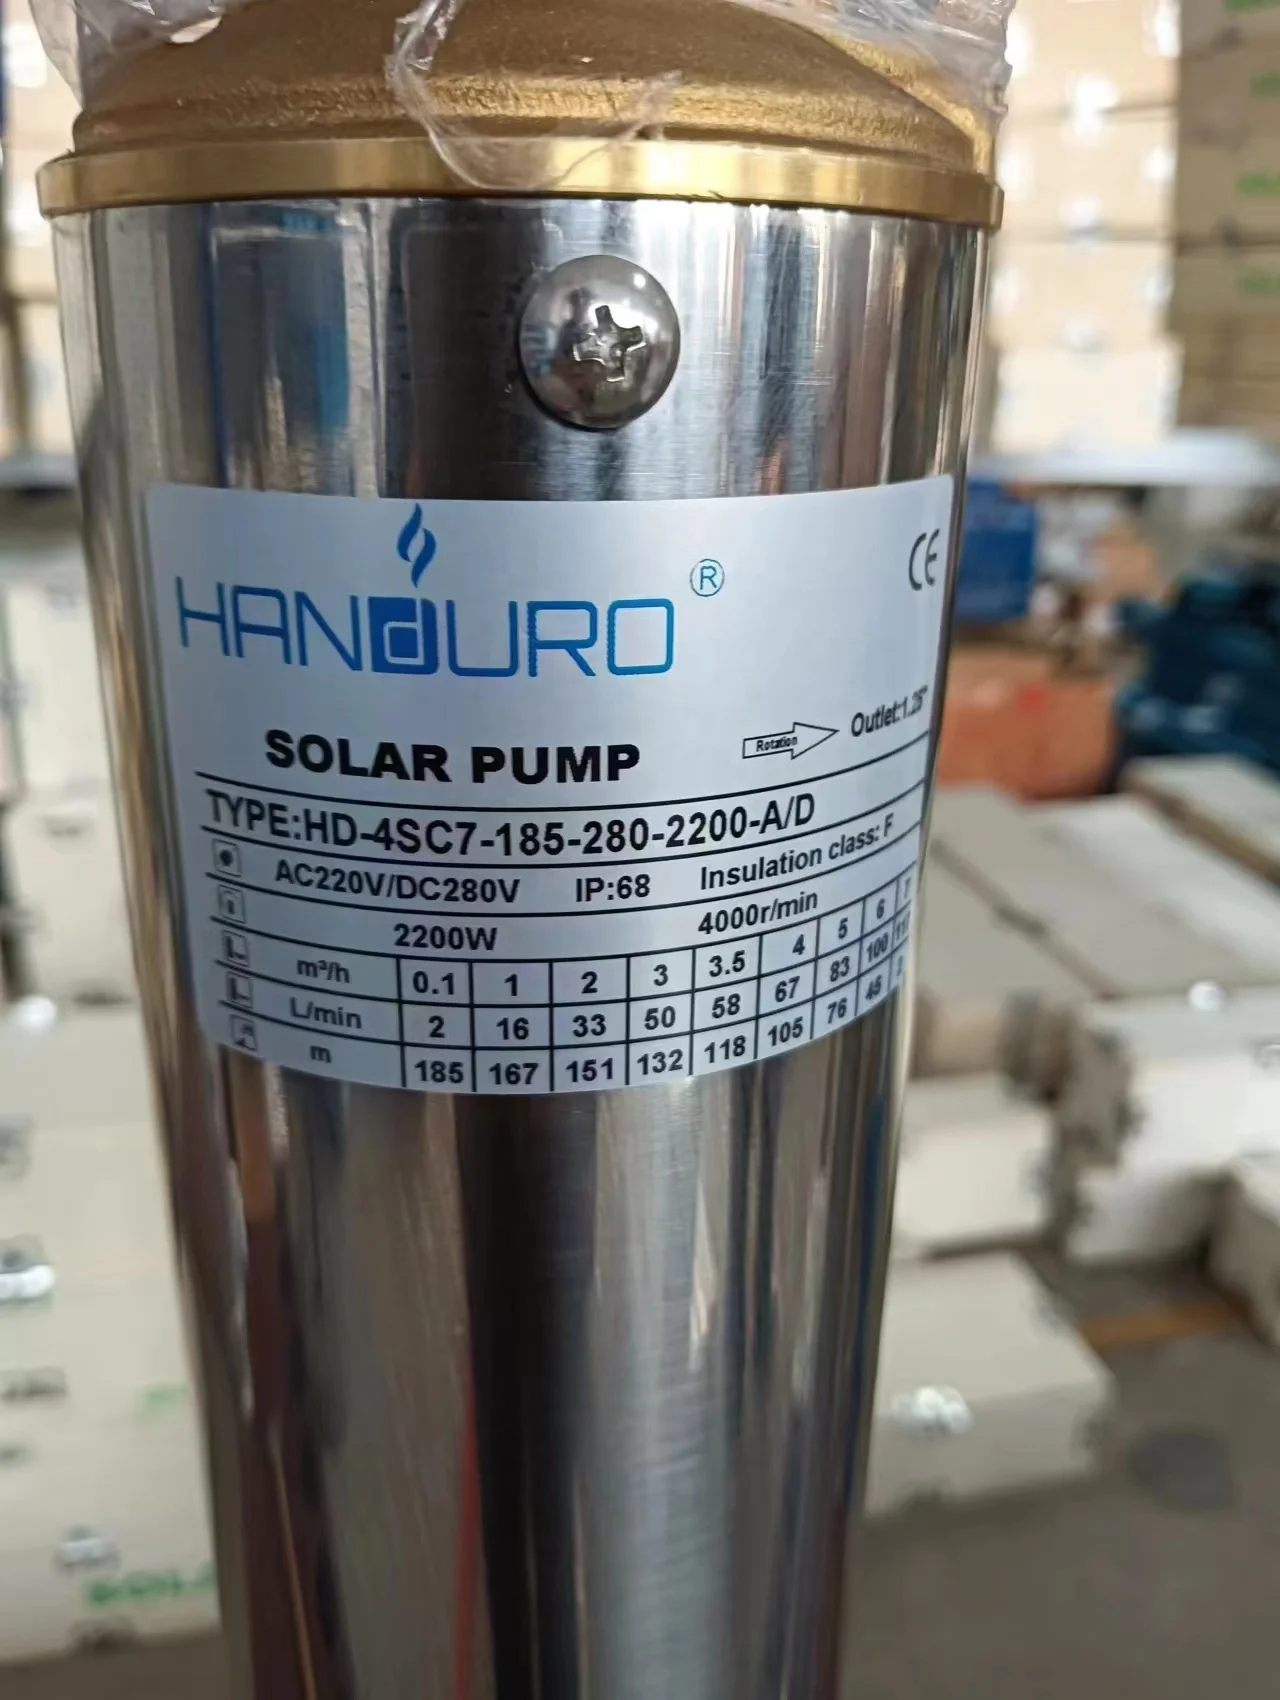 HANDURO ®
CE
SOLAR PUMP
Rotation
Outlet:1.25"
TYPE:HD-4SC7-185-280-2200-A/D
AC220V/DC280V IP:68 Insulation class: F
2200W 4000r/min
m³/h 0.1 1 2 3 3.5 4 5 6 7
L/min 2 16 33 50 58 67 83 100
m 185 167 151 132 118 105 76 45